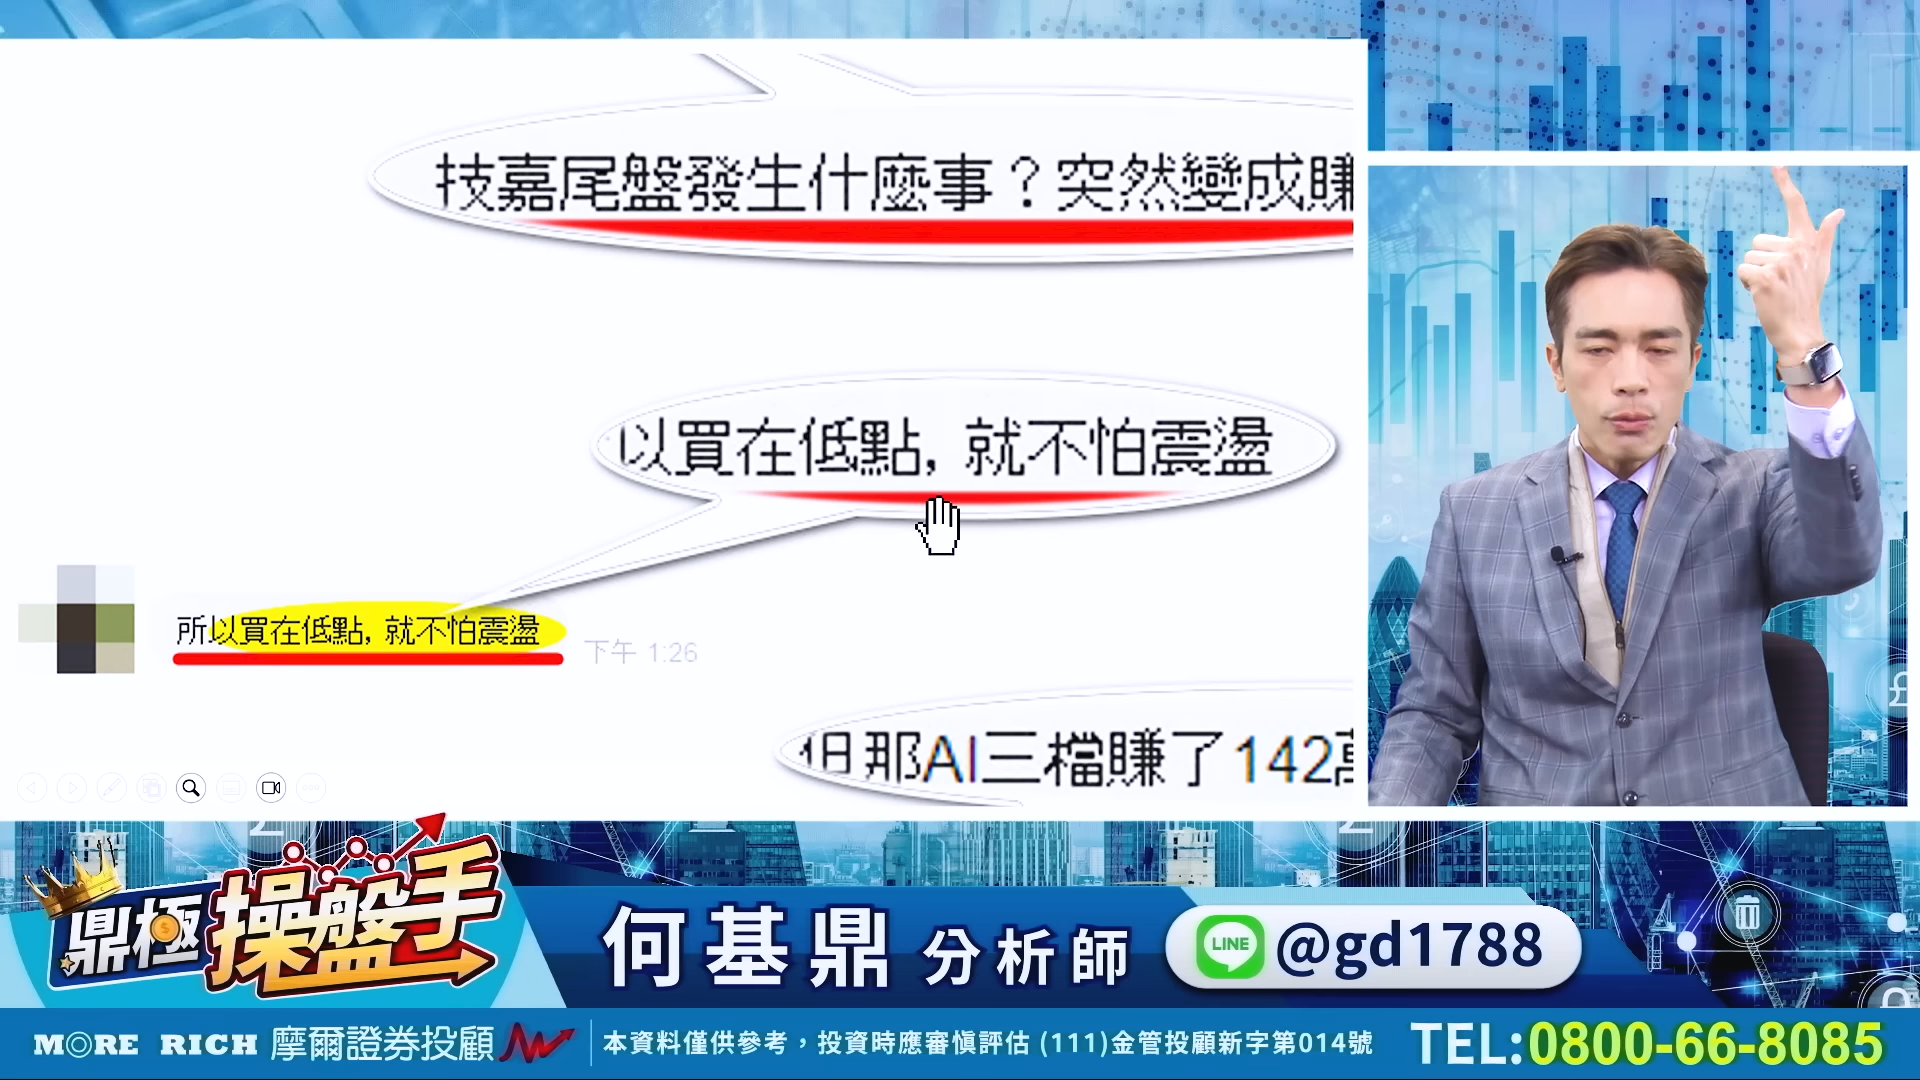 技嘉尾盤發生什麼事？突然變成賺
以買在低點，就不怕震盪
所以買在低點，就不怕震盪
下午 1:26
但那AI三檔賺了142萬
鼎極操盤手
何基鼎 分析師
LINE
@gd1788
MORE RICH 摩爾證券投顧
本資料僅供參考，投資時應審慎評估 (111)金管投顧新字第014號
TEL:0800-66-8085